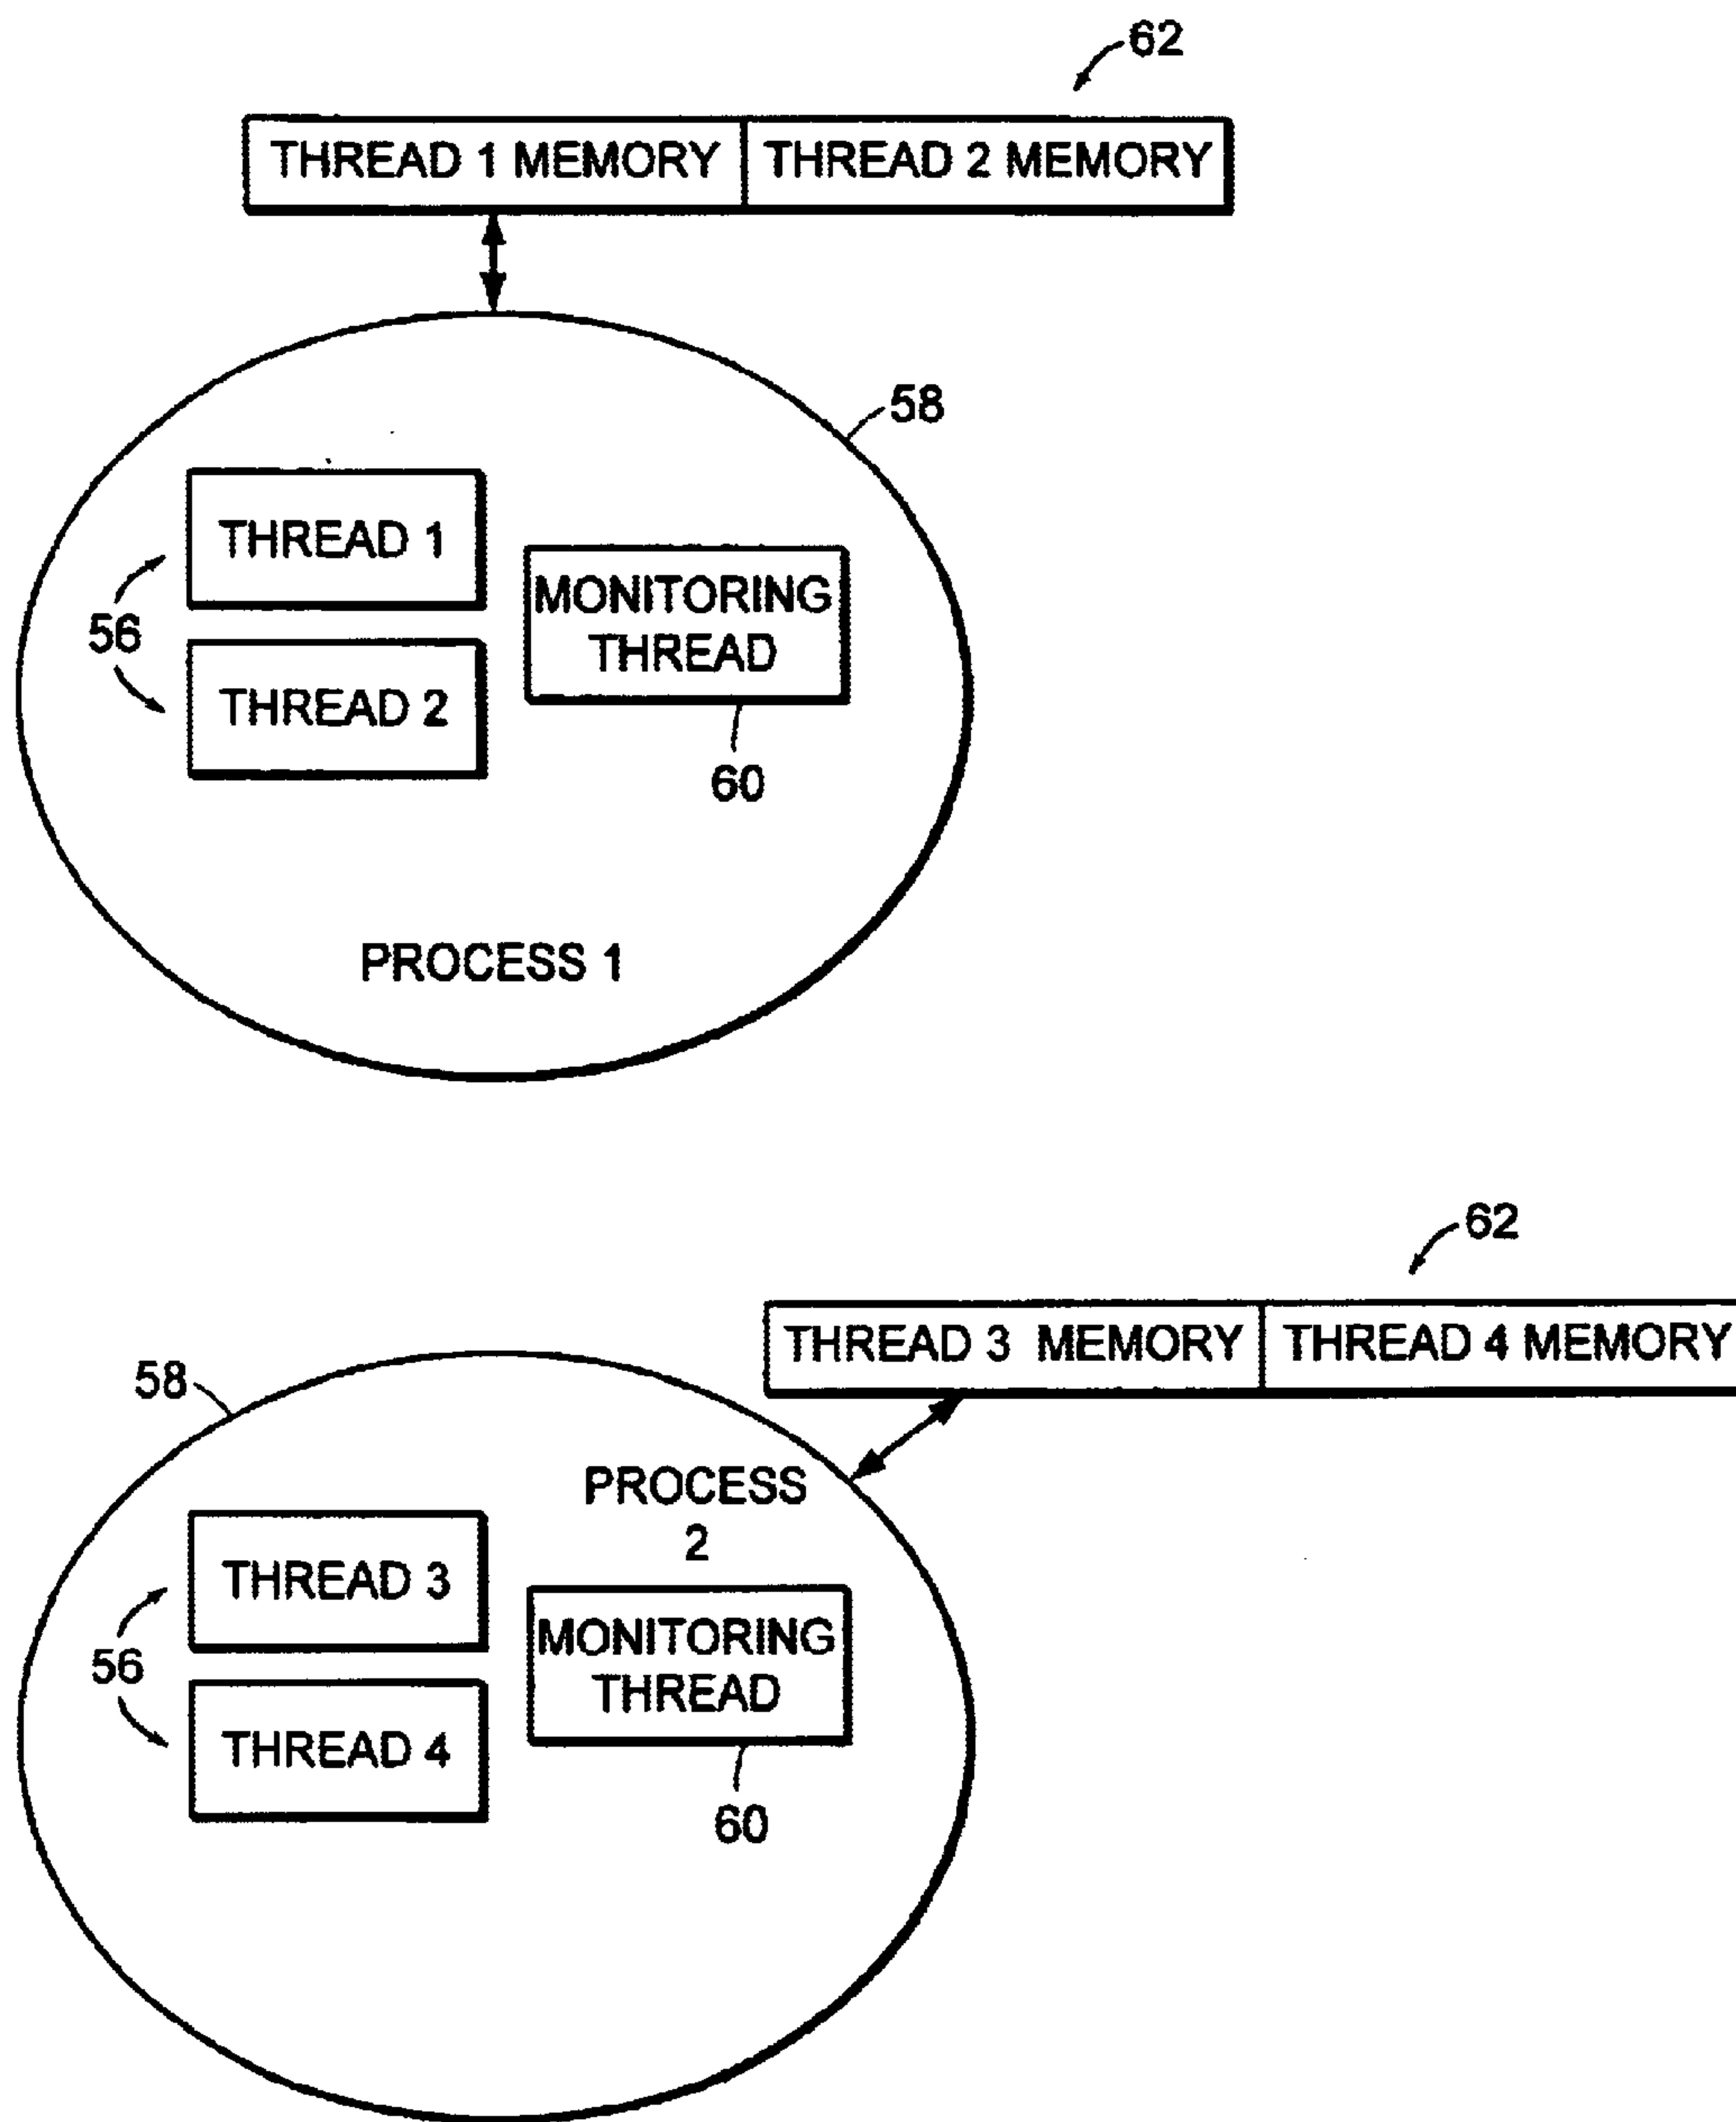 62
THREAD 1 MEMORY THREAD 2 MEMORY
58
THREAD 1
MONITORING
THREAD
56
THREAD 2
60
PROCESS 1
62
THREAD 3 MEMORY THREAD 4 MEMORY
58
PROCESS
2
THREAD 3
MONITORING
THREAD
56
THREAD 4
60